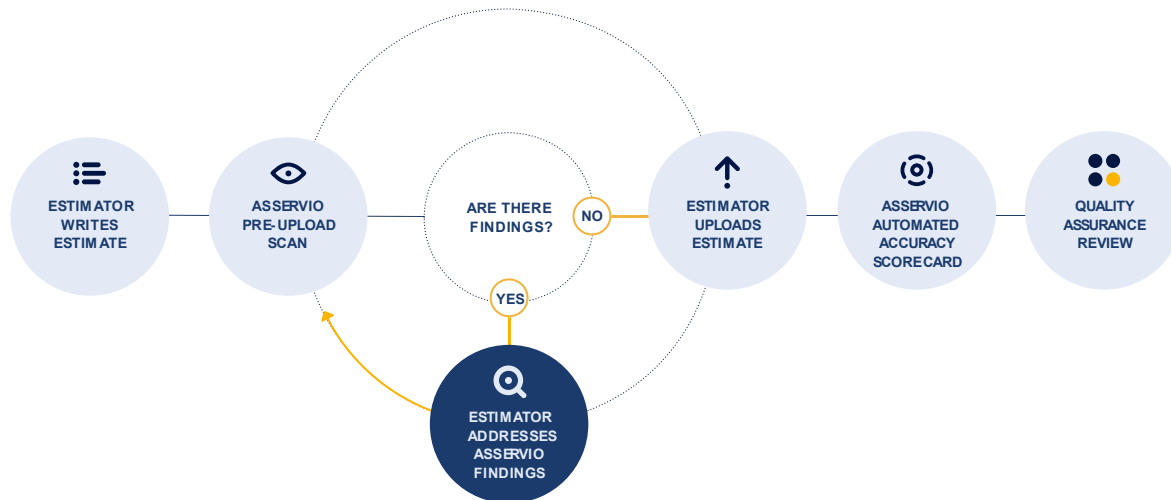 ESTIMATOR
WRITES
ESTIMATE
ASSERVIO
PRE-UPLOAD
SCAN
ARE THERE
FINDINGS?
NO
YES
ESTIMATOR
ADDRESSES
ASSERVIO
FINDINGS
ESTIMATOR
UPLOADS
ESTIMATE
ASSERVIO
AUTOMATED
ACCURACY
SCORECARD
QUALITY
ASSURANCE
REVIEW